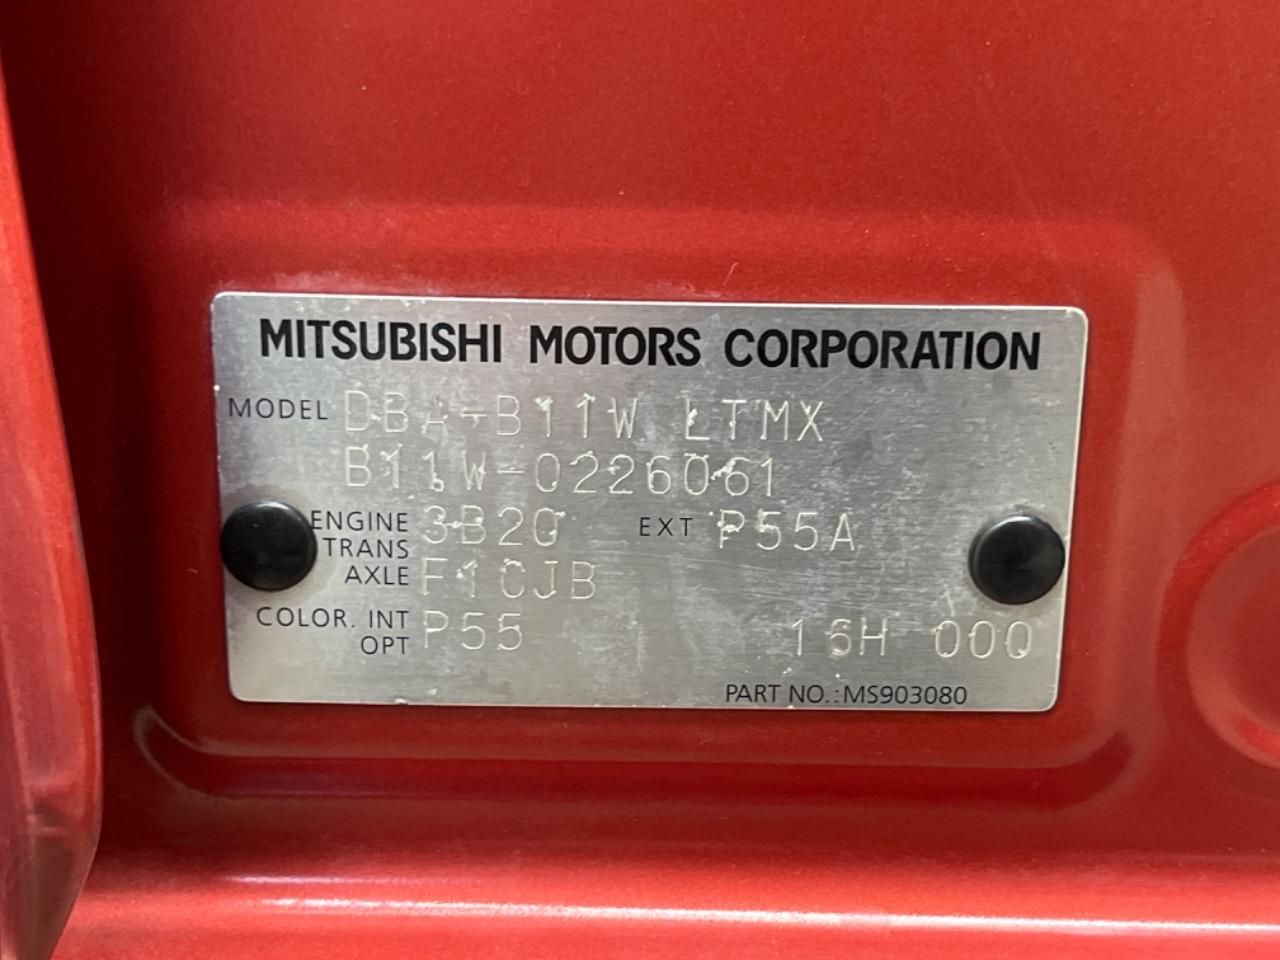 MITSUBISHI MOTORS CORPORATION
MODEL DBA-B11W LTMX
B11W-0226061
ENGINE 3B20 EXT P55A
TRANS
AXLE F1CJB
COLOR. INT P55
OPT 16H 000
PART NO.: MS903080